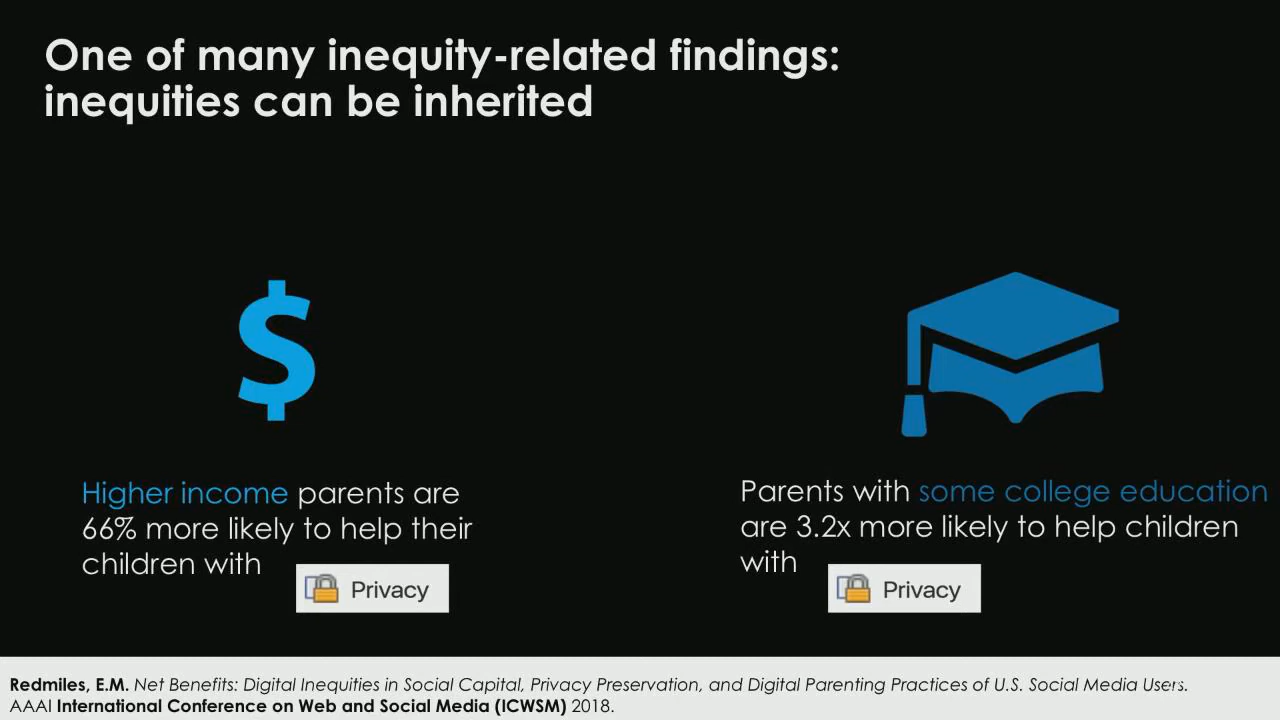 One of many inequity-related findings:
inequities can be inherited
$
Higher income parents are
66% more likely to help their
children with
Privacy
Parents with some college education
are 3.2x more likely to help children
with
Privacy
Redmiles, E.M. Net Benefits: Digital Inequities in Social Capital, Privacy Preservation, and Digital Parenting Practices of U.S. Social Media Users.
AAAI International Conference on Web and Social Media (ICWSM) 2018.